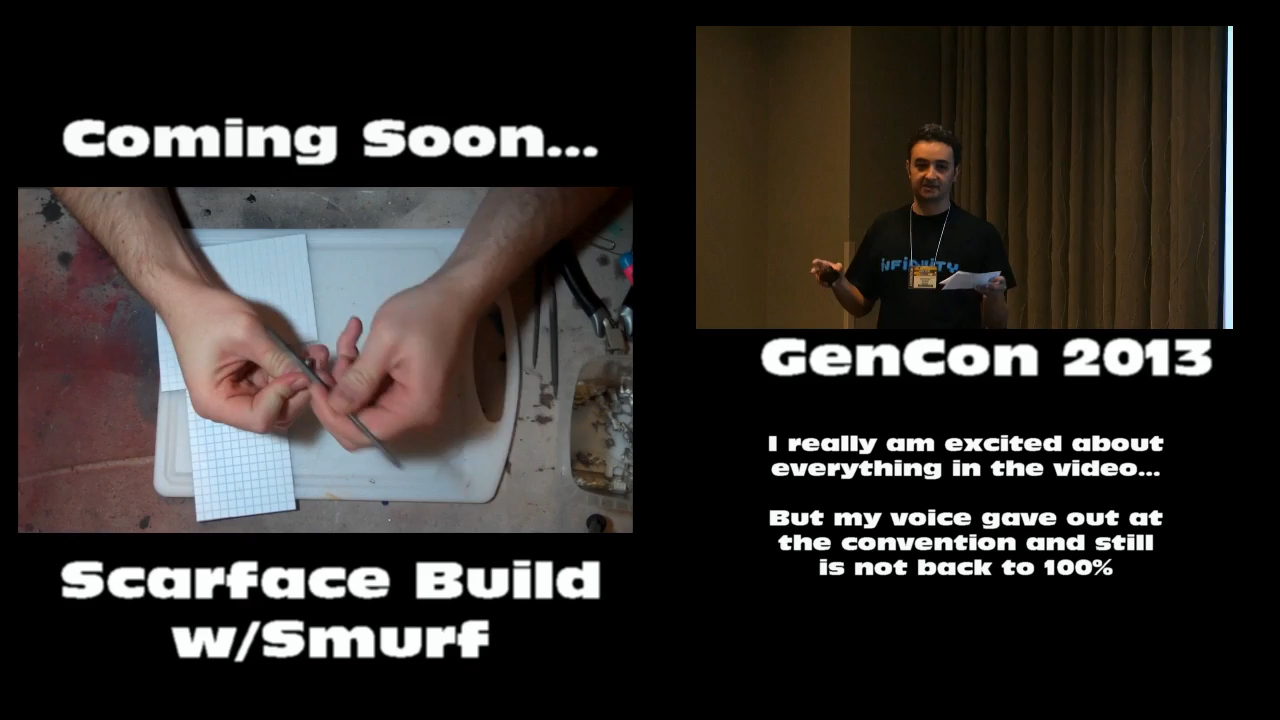 Coming Soon...
Scarface Build
w/Smurf
iNFiNiTY
GenCon 2013
I really am excited about
everything in the video...
But my voice gave out at
the convention and still
is not back to 100%